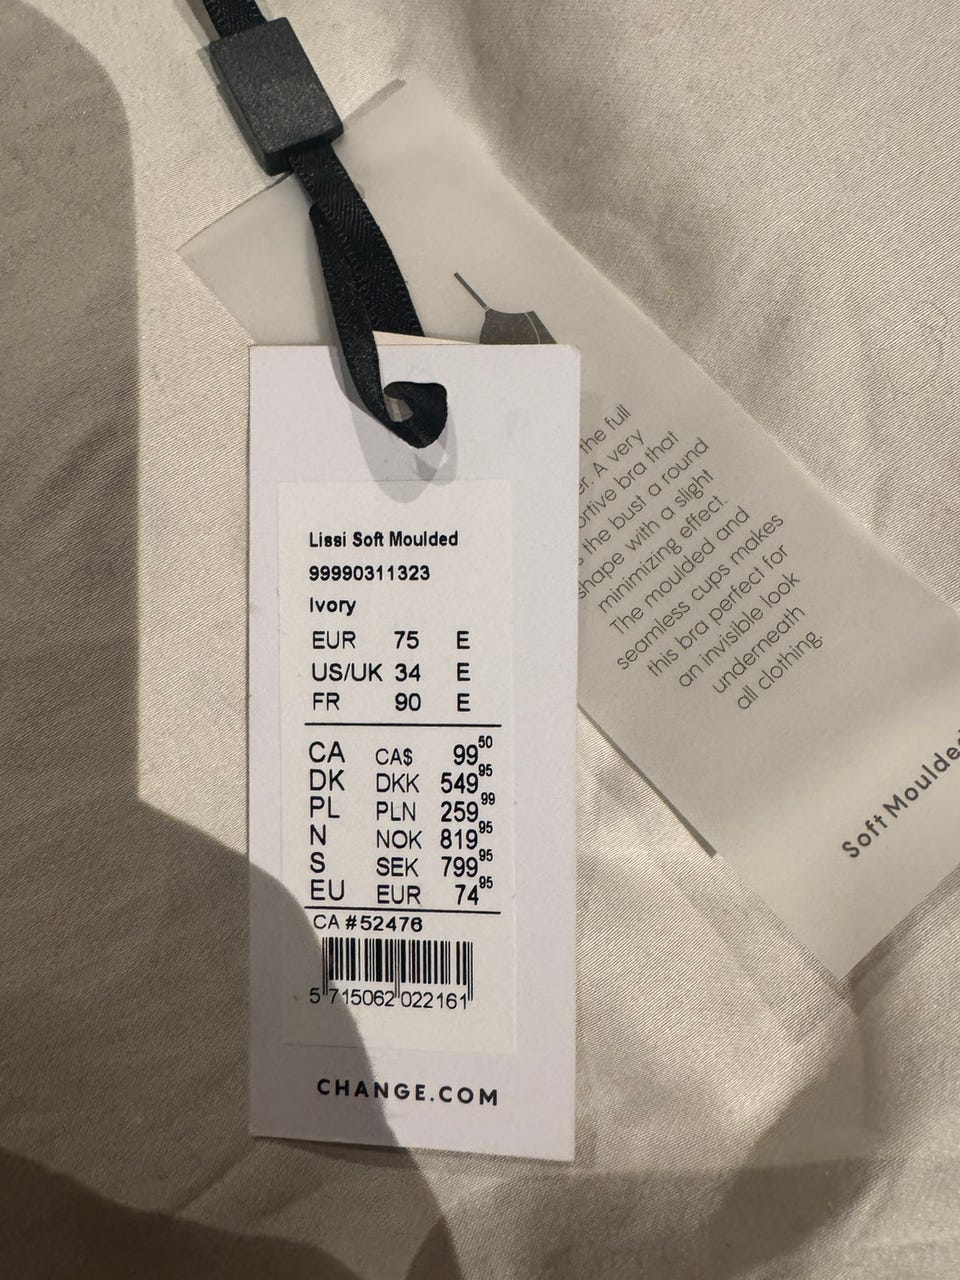 Lissi Soft Moulded
99990311323
Ivory
EUR 75 E
US/UK 34 E
FR 90 E
CA CA$ 99 50
DK DKK 549 95
PL PLN 259 99
N NOK 819 95
S SEK 799 95
EU EUR 74 95
CA #52476
5 715062 022161
CHANGE.COM
the full
A very
bra that
the bust a round
shape with a slight
minimizing effect.
The moulded and
seamless cups makes
this bra perfect for
an invisible look
underneath
all clothing.
Soft Moulded